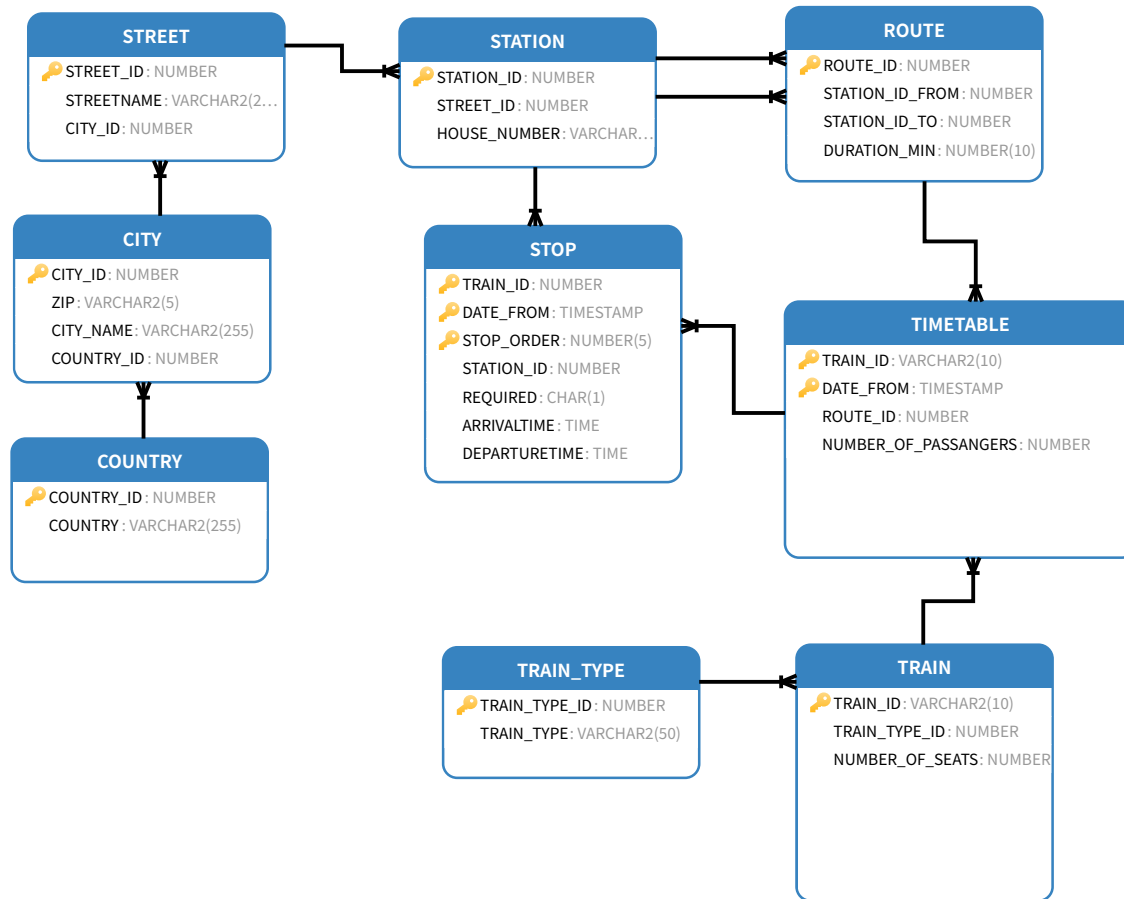 STREET
STREET_ID: NUMBER
STREETNAME: VARCHAR2(2...
CITY_ID: NUMBER
STATION
STATION_ID: NUMBER
STREET_ID: NUMBER
HOUSE_NUMBER: VARCHAR...
ROUTE
ROUTE_ID: NUMBER
STATION_ID_FROM: NUMBER
STATION_ID_TO: NUMBER
DURATION_MIN: NUMBER(10)
CITY
CITY_ID: NUMBER
ZIP: VARCHAR2(5)
CITY_NAME: VARCHAR2(255)
COUNTRY_ID: NUMBER
STOP
TRAIN_ID: NUMBER
DATE_FROM: TIMESTAMP
STOP_ORDER: NUMBER(5)
STATION_ID: NUMBER
REQUIRED: CHAR(1)
ARRIVALTIME: TIME
DEPARTURETIME: TIME
TIMETABLE
TRAIN_ID: VARCHAR2(10)
DATE_FROM: TIMESTAMP
ROUTE_ID: NUMBER
NUMBER_OF_PASSANGERS: NUMBER
COUNTRY
COUNTRY_ID: NUMBER
COUNTRY: VARCHAR2(255)
TRAIN_TYPE
TRAIN_TYPE_ID: NUMBER
TRAIN_TYPE: VARCHAR2(50)
TRAIN
TRAIN_ID: VARCHAR2(10)
TRAIN_TYPE_ID: NUMBER
NUMBER_OF_SEATS: NUMBER